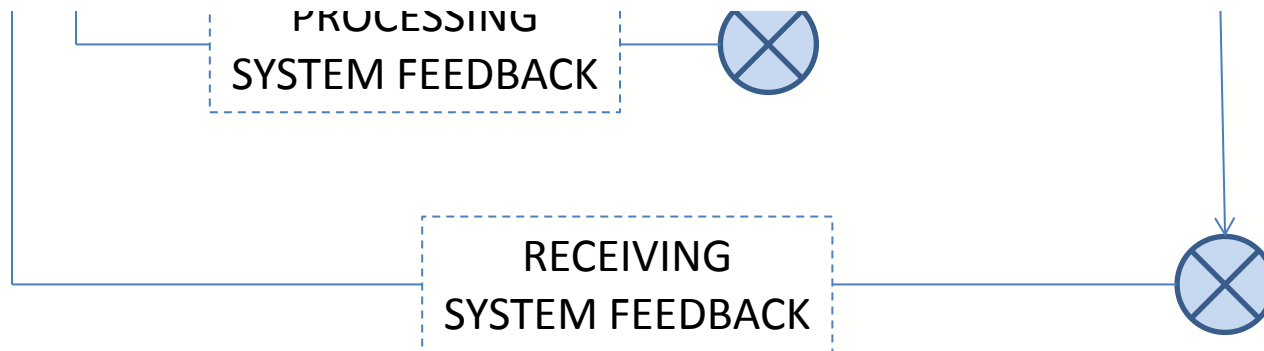 PROCESSING
SYSTEM FEEDBACK
RECEIVING
SYSTEM FEEDBACK